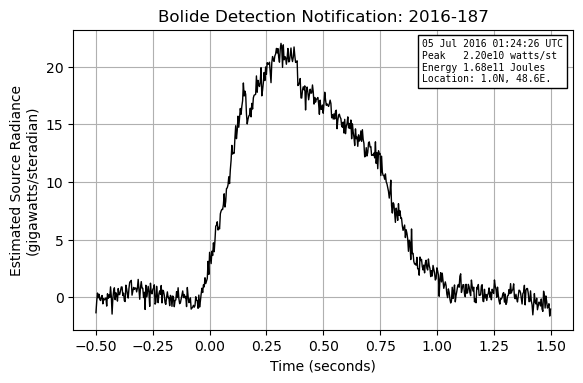 Bolide Detection Notification: 2016-187
05 Jul 2016 01:24:26 UTC
Peak   2.20e10 watts/st
Energy 1.68e11 Joules
Location: 1.0N, 48.6E.
Estimated Source Radiance
(gigawatts/steradian)
20
15
10
5
0
−0.50 −0.25 0.00 0.25 0.50 0.75 1.00 1.25 1.50
Time (seconds)